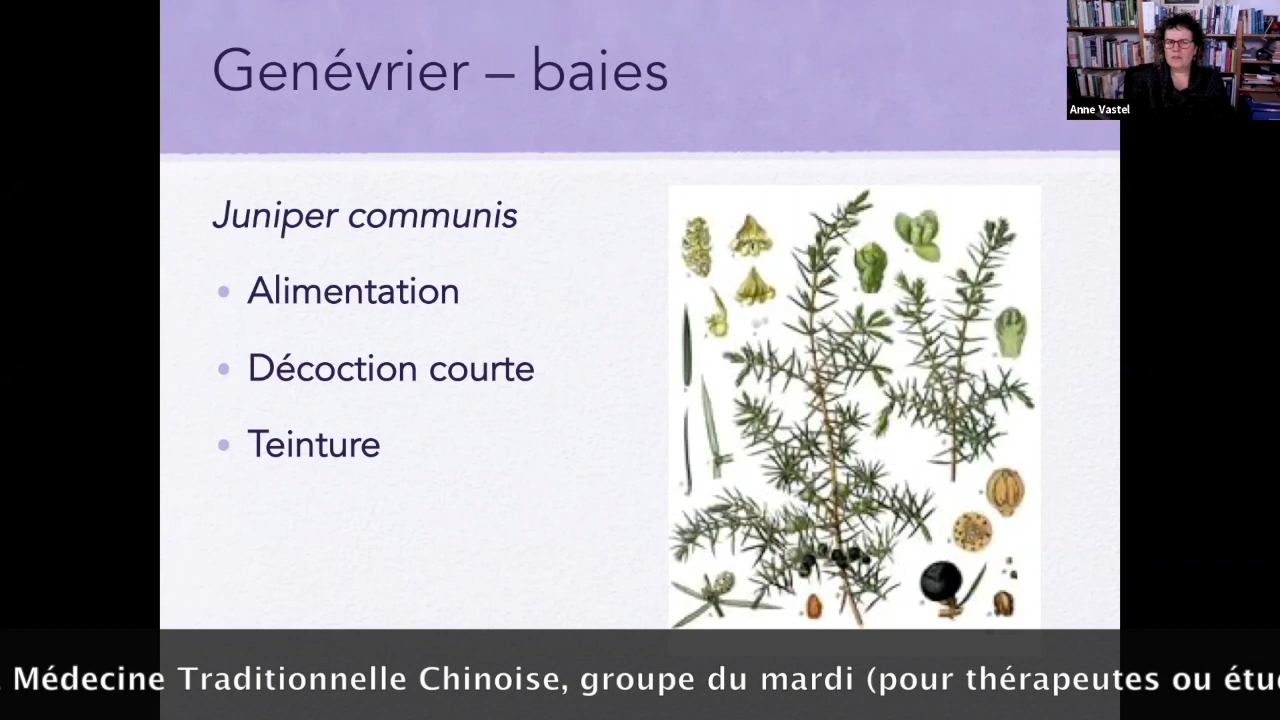 Genévrier – baies
Anne Vastel
Juniper communis
• Alimentation
• Décoction courte
• Teinture
Médecine Traditionnelle Chinoise, groupe du mardi (pour thérapeutes ou